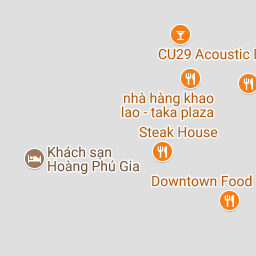 CU29 Acoustic
nhà hàng khao
lao - taka plaza
Steak House
Khách sạn
Hoàng Phú Gia
Downtown Food